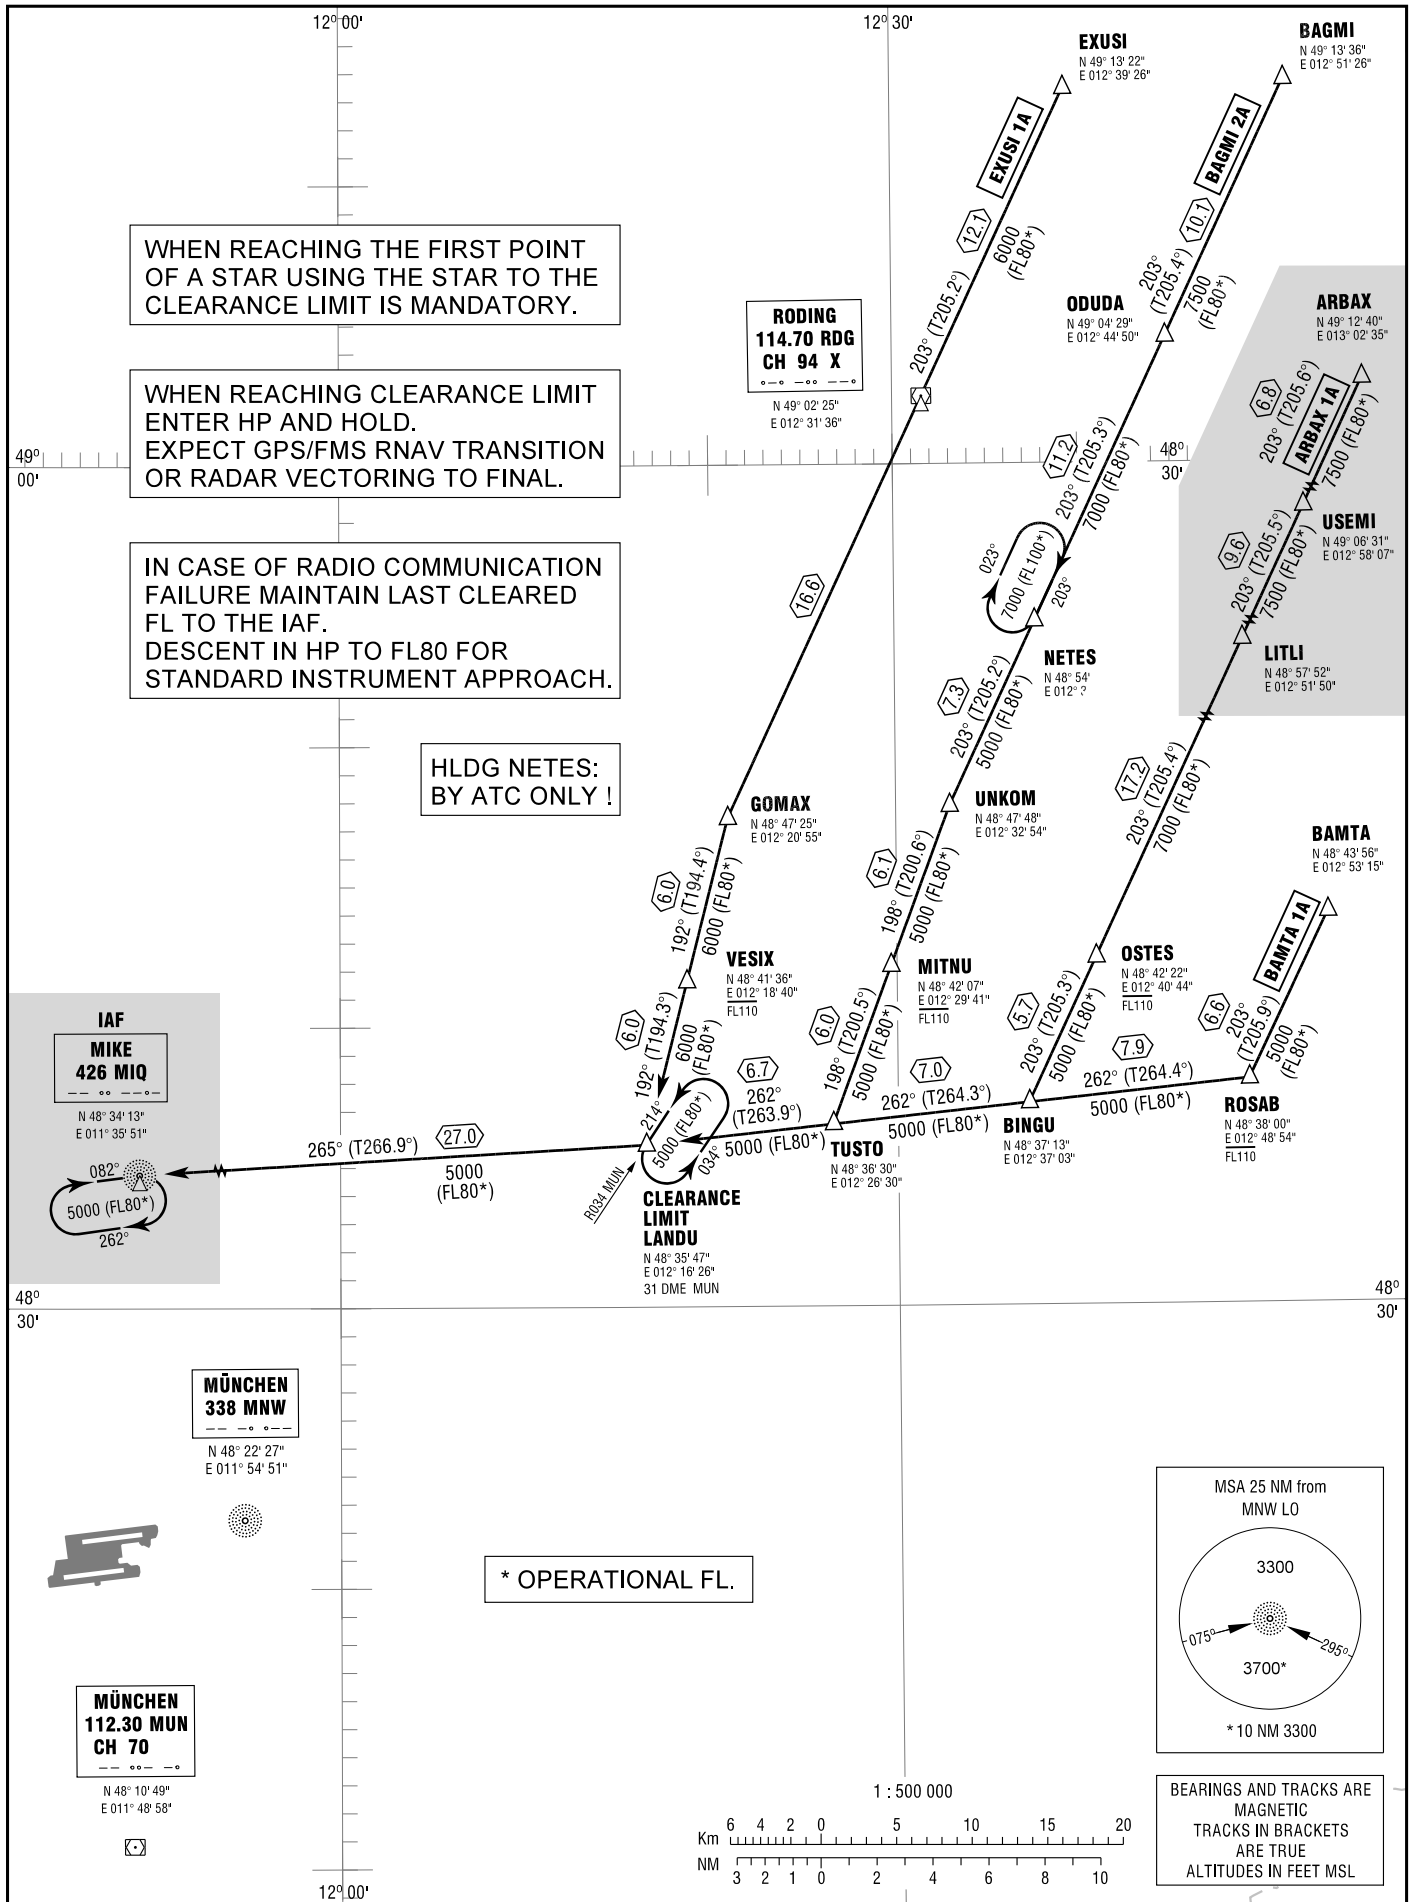 12° 00'
12° 30'
EXUSI
N 49° 13' 22"
E 012° 39' 26"
BAGMI
N 49° 13' 36"
E 012° 51' 26"
EXUSI 1A
BAGMI 2A
12.1
6000
(FL80*)
203° (T205.2°)
10.1
203°
(T205.4°)
7500
(FL80*)
WHEN REACHING THE FIRST POINT
OF A STAR USING THE STAR TO THE
CLEARANCE LIMIT IS MANDATORY.
RODING
114.70 RDG
CH 94 X
N 49° 02' 25"
E 012° 31' 36"
ODUDA
N 49° 04' 29"
E 012° 44' 50"
ARBAX
N 49° 12' 40"
E 013° 02' 35"
6.8
203° (T205.6°)
ARBAX 1A
7500 (FL80*)
WHEN REACHING CLEARANCE LIMIT
ENTER HP AND HOLD.
EXPECT GPS/FMS RNAV TRANSITION
OR RADAR VECTORING TO FINAL.
49°
00'
48°
30'
11.2
203° (T205.3°)
7000 (FL80*)
USEMI
N 49° 06' 31"
E 012° 58' 07"
9.6
203° (T205.5°)
7500 (FL80*)
IN CASE OF RADIO COMMUNICATION
FAILURE MAINTAIN LAST CLEARED
FL TO THE IAF.
DESCENT IN HP TO FL80 FOR
STANDARD INSTRUMENT APPROACH.
16.6
023°
7000 (FL100*)
203°
NETES
N 48° 54'
E 012°
LITLI
N 48° 57' 52"
E 012° 51' 50"
7.3
203° (T205.2°)
5000 (FL80*)
17.2
203° (T205.4°)
7000 (FL80*)
HLDG NETES:
BY ATC ONLY !
GOMAX
N 48° 47' 25"
E 012° 20' 55"
UNKOM
N 48° 47' 48"
E 012° 32' 54"
BAMTA
N 48° 43' 56"
E 012° 53' 15"
6.0
192° (T194.4°)
6000 (FL80*)
6.1
198° (T200.6°)
5000 (FL80*)
BAMTA 1A
VESIX
N 48° 41' 36"
E 012° 18' 40"
FL110
MITNU
N 48° 42' 07"
E 012° 29' 41"
FL110
OSTES
N 48° 42' 22"
E 012° 40' 44"
FL110
6.0
192° (T194.3°)
6000
(FL80*)
6.0
198° (T200.5°)
5000 (FL80*)
5.7
203° (T205.3°)
5000 (FL80*)
6.6
203°
(T205.9°)
5000
(FL80*)
IAF
MIKE
426 MIQ
N 48° 34' 13"
E 011° 35' 51"
082°
5000 (FL80*)
262°
265° (T266.9°)
27.0
5000
(FL80*)
214°
5000 (FL80*)
034°
R034 MUN
6.7
262°
(T263.9°)
5000 (FL80*)
7.0
262° (T264.3°)
5000 (FL80*)
7.9
262° (T264.4°)
5000 (FL80*)
TUSTO
N 48° 36' 30"
E 012° 26' 30"
BINGU
N 48° 37' 13"
E 012° 37' 03"
ROSAB
N 48° 38' 00"
E 012° 48' 54"
FL110
CLEARANCE
LIMIT
LANDU
N 48° 35' 47"
E 012° 16' 26"
31 DME MUN
48°
30'
48°
30'
MÜNCHEN
338 MNW
N 48° 22' 27"
E 011° 54' 51"
* OPERATIONAL FL.
MSA 25 NM from
MNW LO
3300
075°
295°
3700*
* 10 NM 3300
MÜNCHEN
112.30 MUN
CH 70
N 48° 10' 49"
E 011° 48' 58"
1 : 500 000
Km 6 4 2 0 5 10 15 20
NM 3 2 1 0 2 4 6 8 10
BEARINGS AND TRACKS ARE
MAGNETIC
TRACKS IN BRACKETS
ARE TRUE
ALTITUDES IN FEET MSL
12° 00'